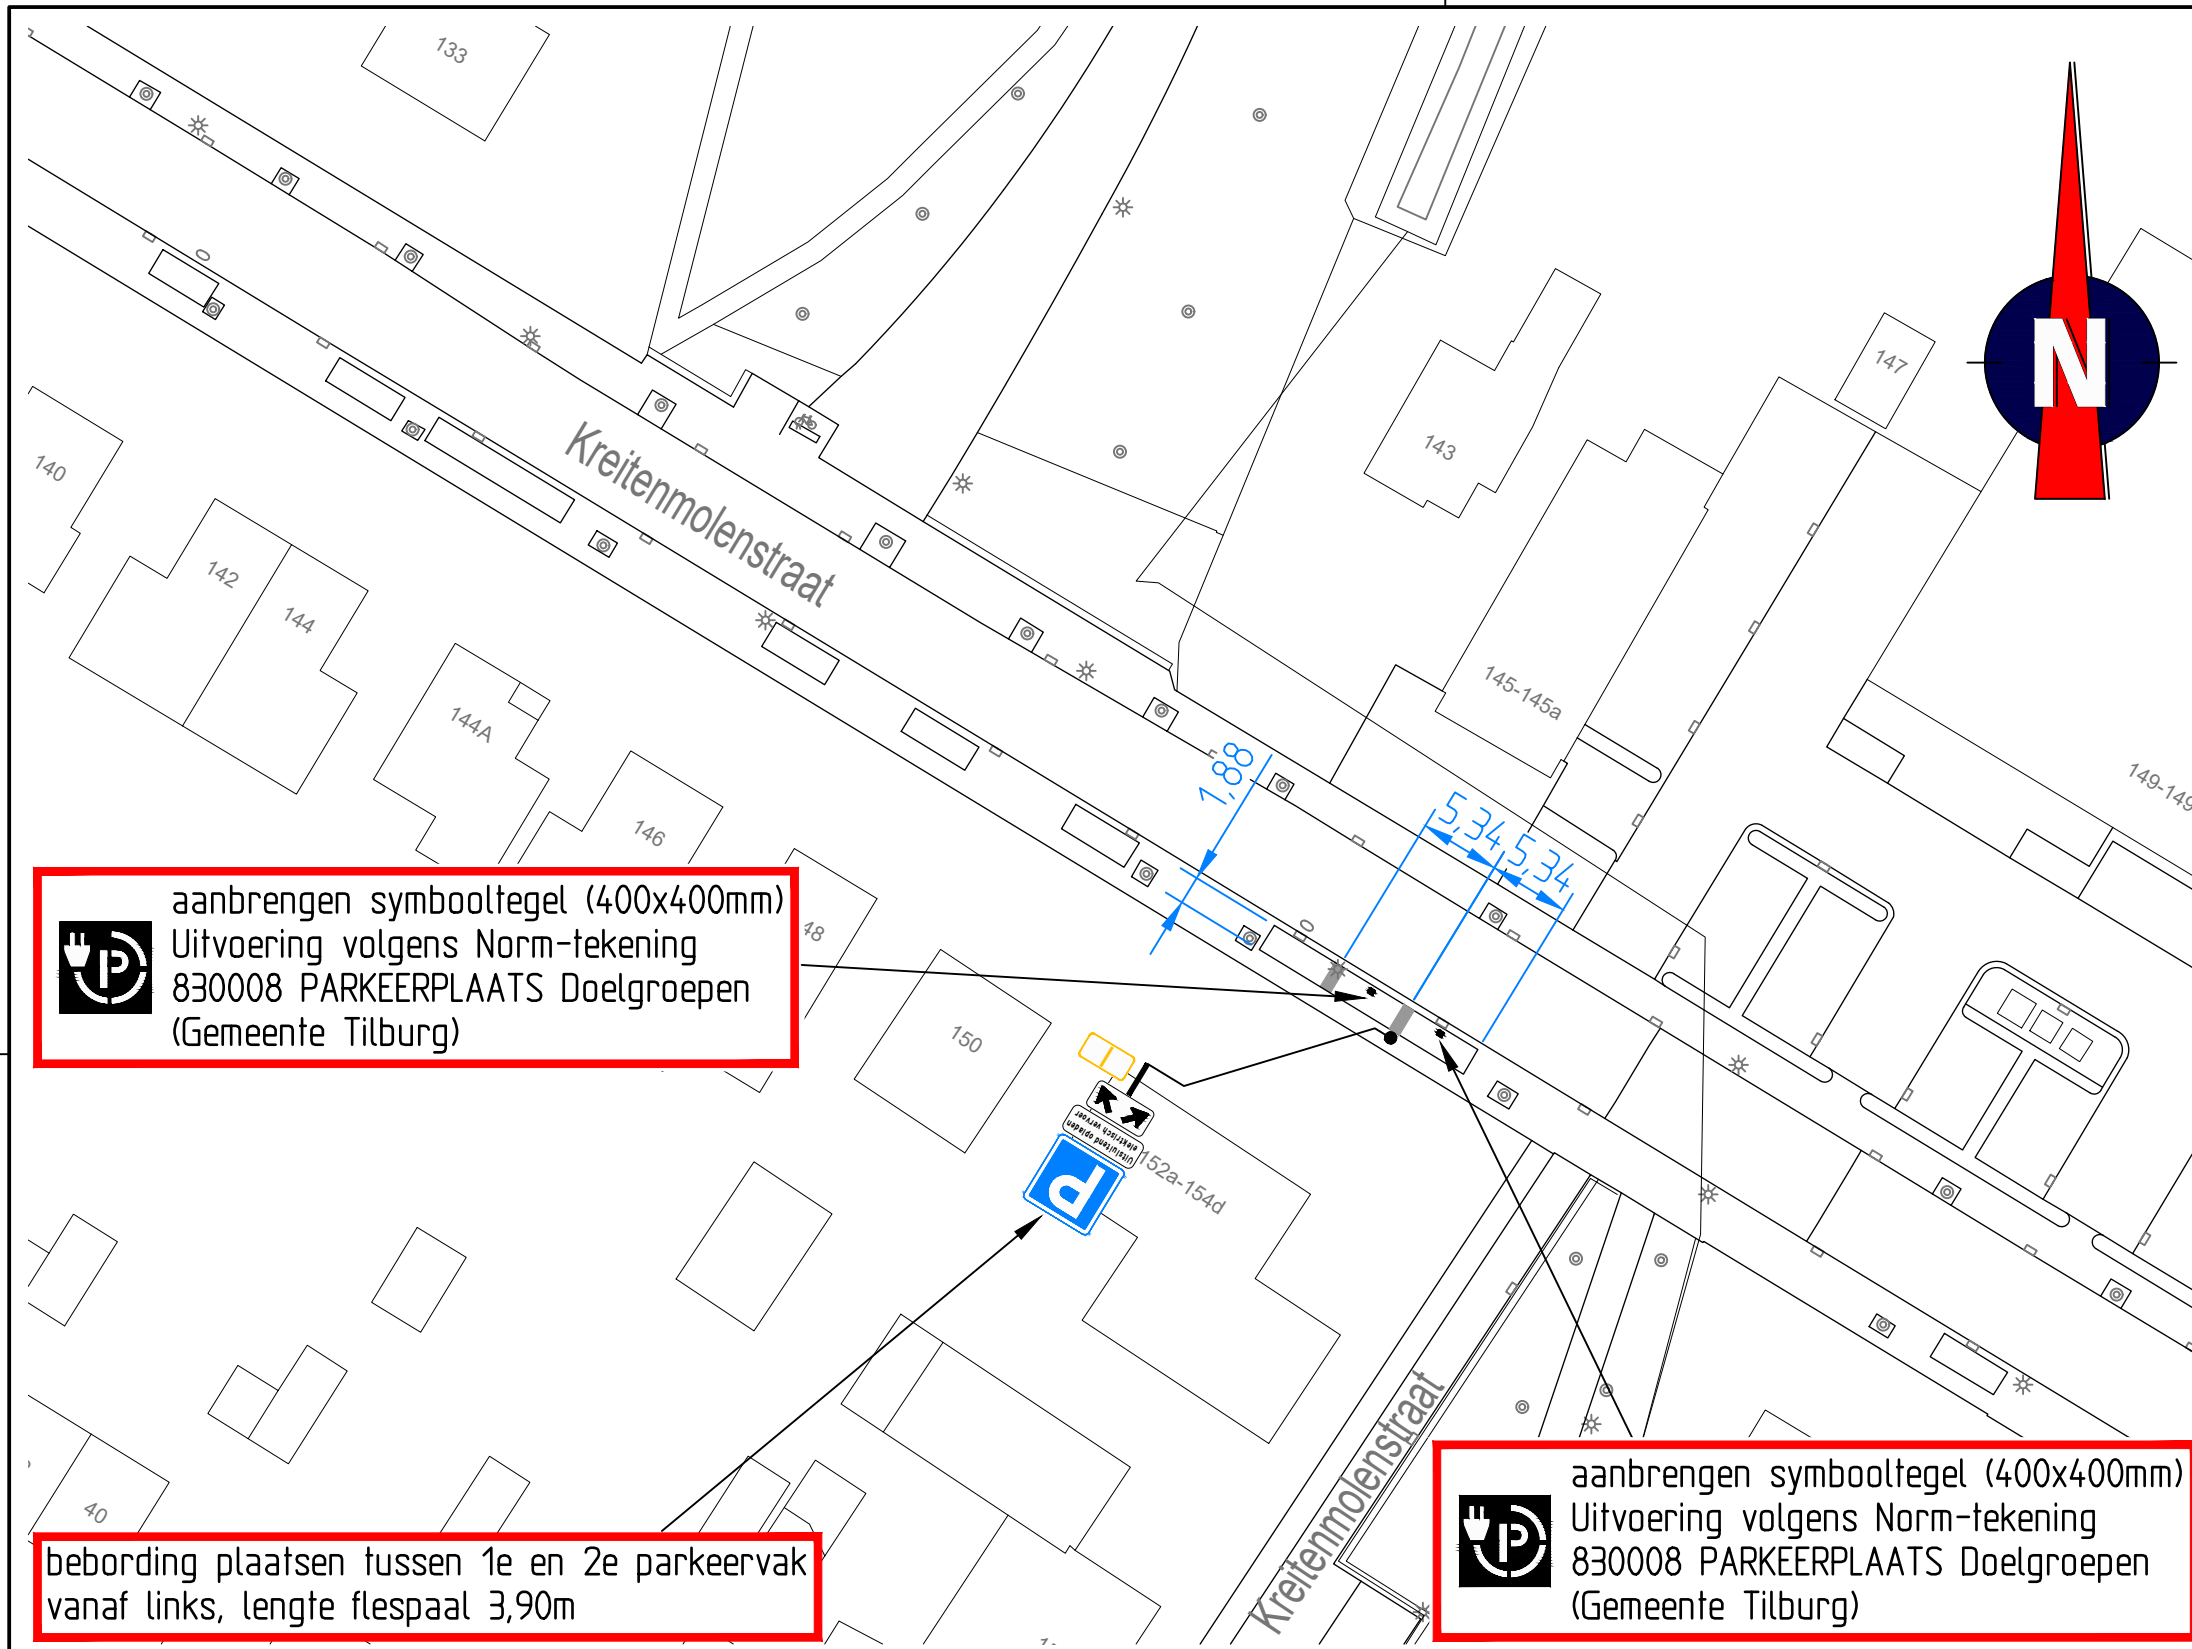 133
N
147
143
140
Kreitenmolenstraat
142
144
145-145a
144A
149-149
1,88
146
5,34
5,34
48
aanbrengen symbooltegel (400x400mm)
Uitvoering volgens Norm-tekening
830008 PARKEERPLAATS Doelgroepen
(Gemeente Tilburg)
P
150
Uitsluitend opladen
elektrisch vervoer
P
152a-154d
Kreitenmolenstraat
40
bebording plaatsen tussen 1e en 2e parkeervak
vanaf links, lengte flespaal 3,90m
aanbrengen symbooltegel (400x400mm)
Uitvoering volgens Norm-tekening
830008 PARKEERPLAATS Doelgroepen
(Gemeente Tilburg)
P